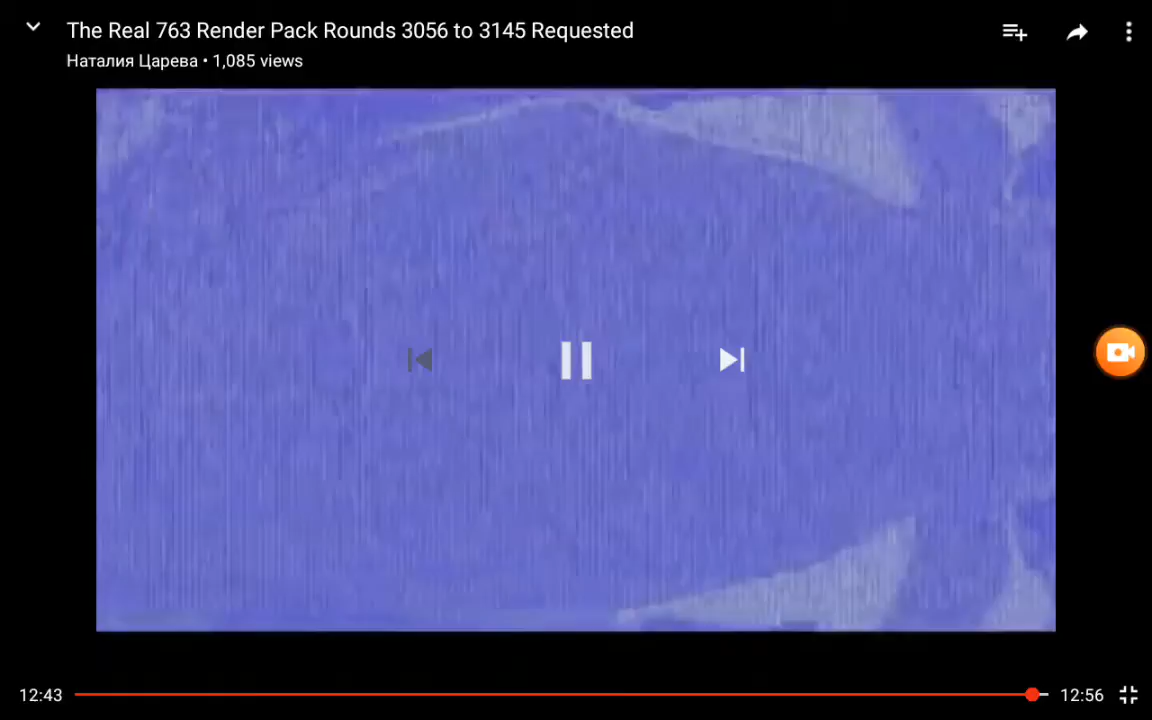 The Real 763 Render Pack Rounds 3056 to 3145 Requested
Наталия Царева • 1,085 views
12:43
12:56